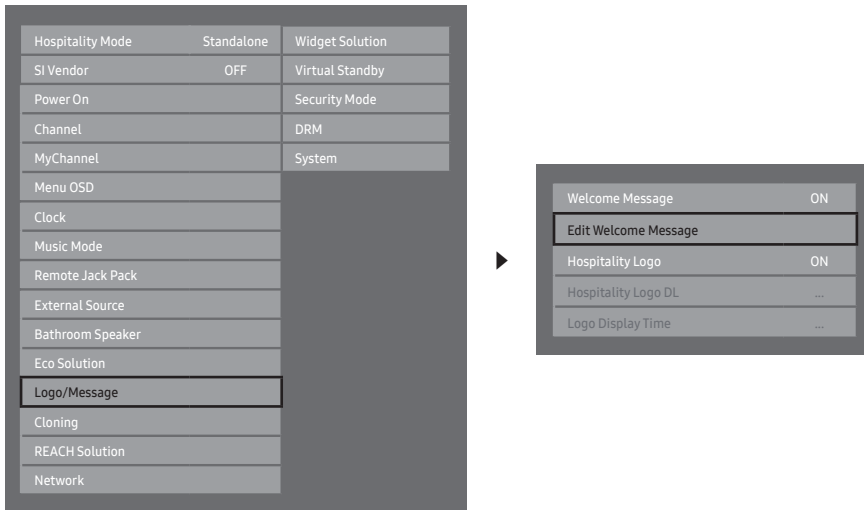 Hospitality Mode Standalone
SI Vendor OFF
Power On
Channel
MyChannel
Menu OSD
Clock
Music Mode
Remote Jack Pack
External Source
Bathroom Speaker
Eco Solution
Logo/Message
Cloning
REACH Solution
Network
Widget Solution
Virtual Standby
Security Mode
DRM
System
Welcome Message ON
Edit Welcome Message
Hospitality Logo ON
Hospitality Logo DL ...
Logo Display Time ...